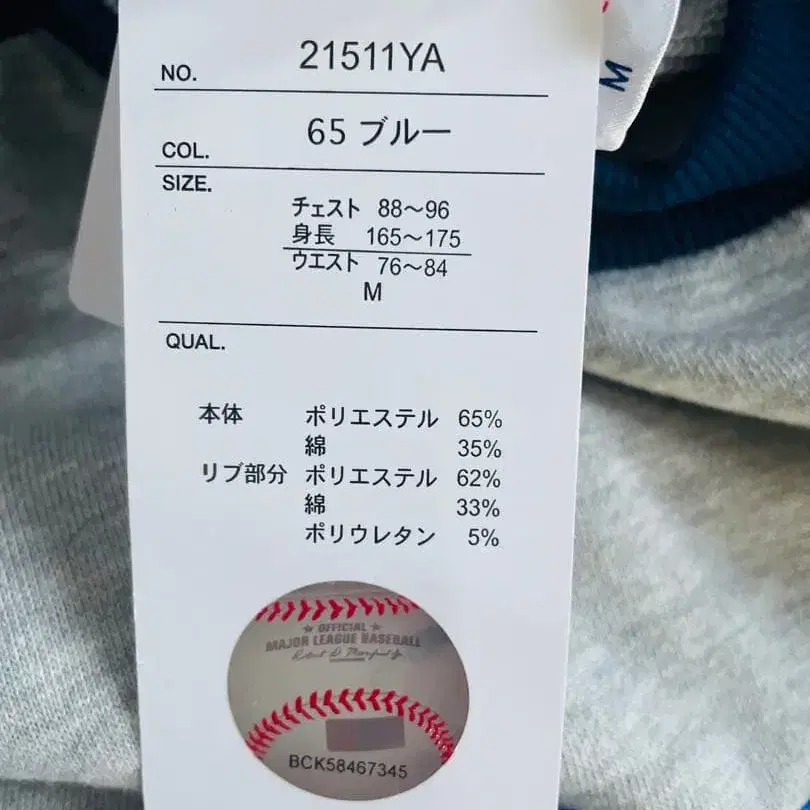 NO. 21511YA
COL. 65 ブルー
SIZE.
チェスト 88〜96
身長 165〜175
ウエスト 76〜84
M
QUAL.
本体 ポリエステル 65%
綿 35%
リブ部分 ポリエステル 62%
綿 33%
ポリウレタン 5%
★ OFFICIAL ★
MAJOR LEAGUE BASEBALL
BCK58467345
M